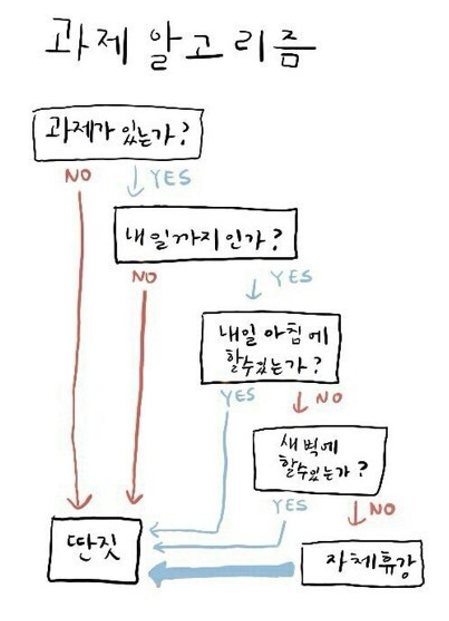 과제 알고리즘
과제가 있는가?
NO
YES
내일까지인가?
NO
YES
내일 아침에
할수있는가?
YES
NO
새벽에
할수있는가?
YES
NO
딴짓
자체휴강